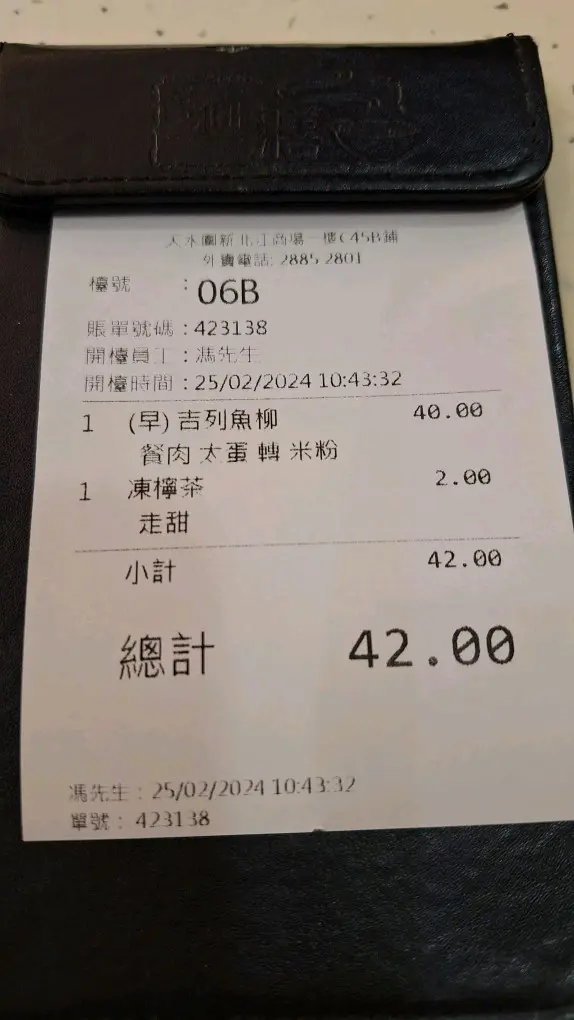 天水圍新北江商場一樓C45B鋪
外賣電話: 2885 2801
檯號 : 06B
賬單號碼 : 423138
開檯員工 : 馮先生
開檯時間 : 25/02/2024 10:43:32
1 (早) 吉列魚柳 40.00
餐肉 太蛋 轉 米粉
1 凍檸茶 2.00
走甜
小計 42.00
總計 42.00
馮先生 : 25/02/2024 10:43:32
單號 : 423138